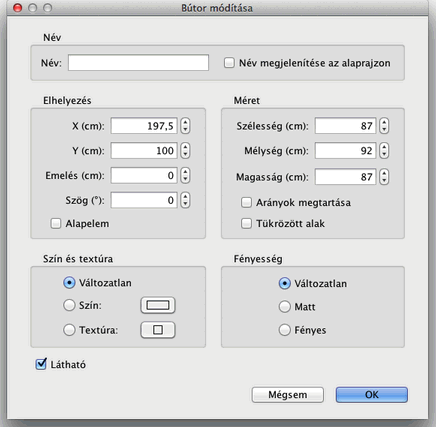 Bútor módítása
Név
Név:
Név megjelenítése az alaprajzon
Elhelyezés
X (cm): 197,5
Y (cm): 100
Emelés (cm): 0
Szög (°): 0
Alapelem
Méret
Szélesség (cm): 87
Mélység (cm): 92
Magasság (cm): 87
Arányok megtartása
Tükrözött alak
Szín és textúra
Változatlan
Szín:
Textúra:
Fényesség
Változatlan
Matt
Fényes
Látható
Mégsem
OK